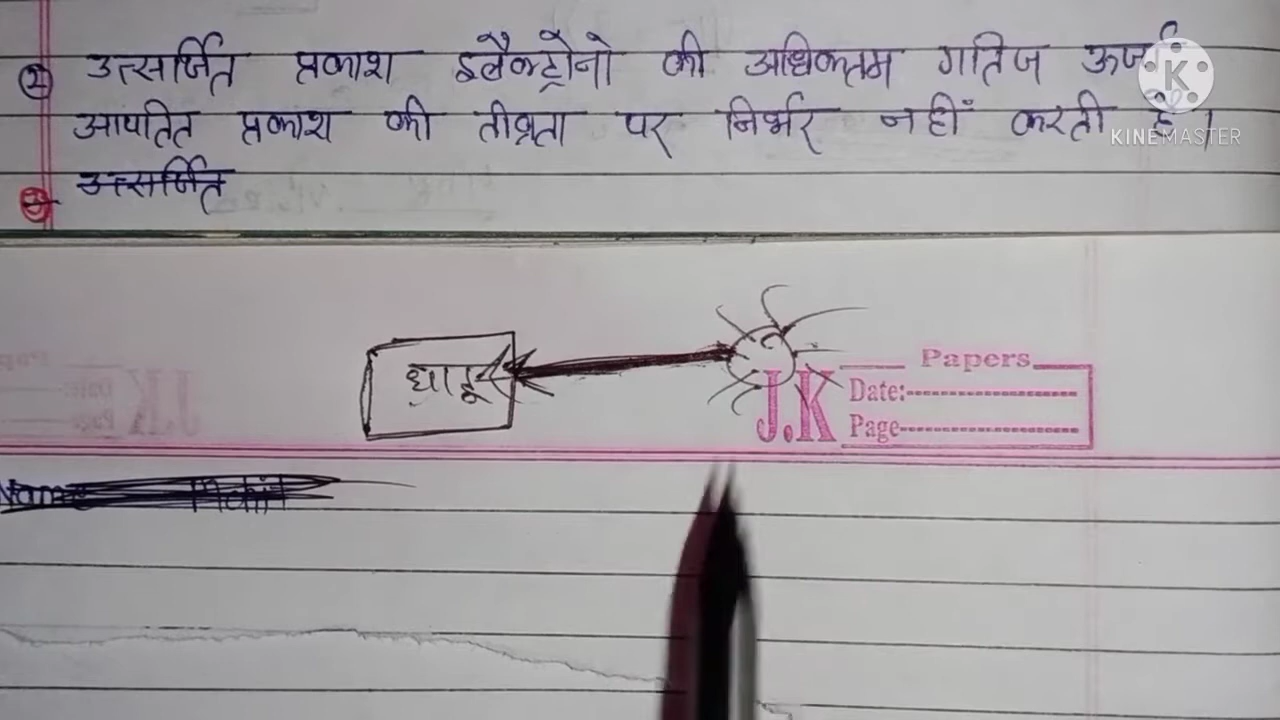 ② उत्सर्जित प्रकाश इलैक्ट्रौनो की अधिकतम गतिज ऊर्जा
आपतित प्रकाश की तीव्रता पर निर्भर नहीं करती है।
③ उत्सर्जित
K
KINEMASTER
धातू
J.K
Papers
Date:
Page
Name